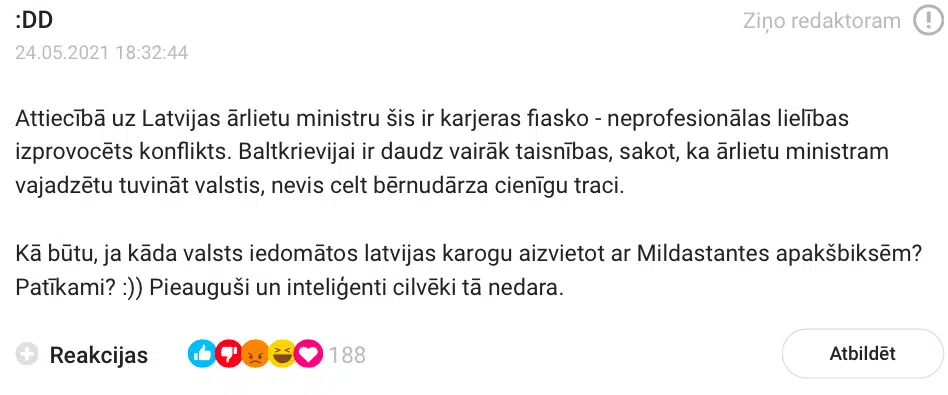 :DD
Ziņo redaktoram
24.05.2021 18:32:44
Attiecībā uz Latvijas ārlietu ministru šis ir karjeras fiasko - neprofesionālas lielības
izprovocēts konflikts. Baltkrievijai ir daudz vairāk taisnības, sakot, ka ārlietu ministram
vajadzētu tuvināt valstis, nevis celt bērnudārza cienīgu traci.
Kā būtu, ja kāda valsts iedomātos latvijas karogu aizvietot ar Mildastantes apakšbiksēm?
Patīkami? :)) Pieauguši un inteliģenti cilvēki tā nedara.
Reakcijas 188
Atbildēt